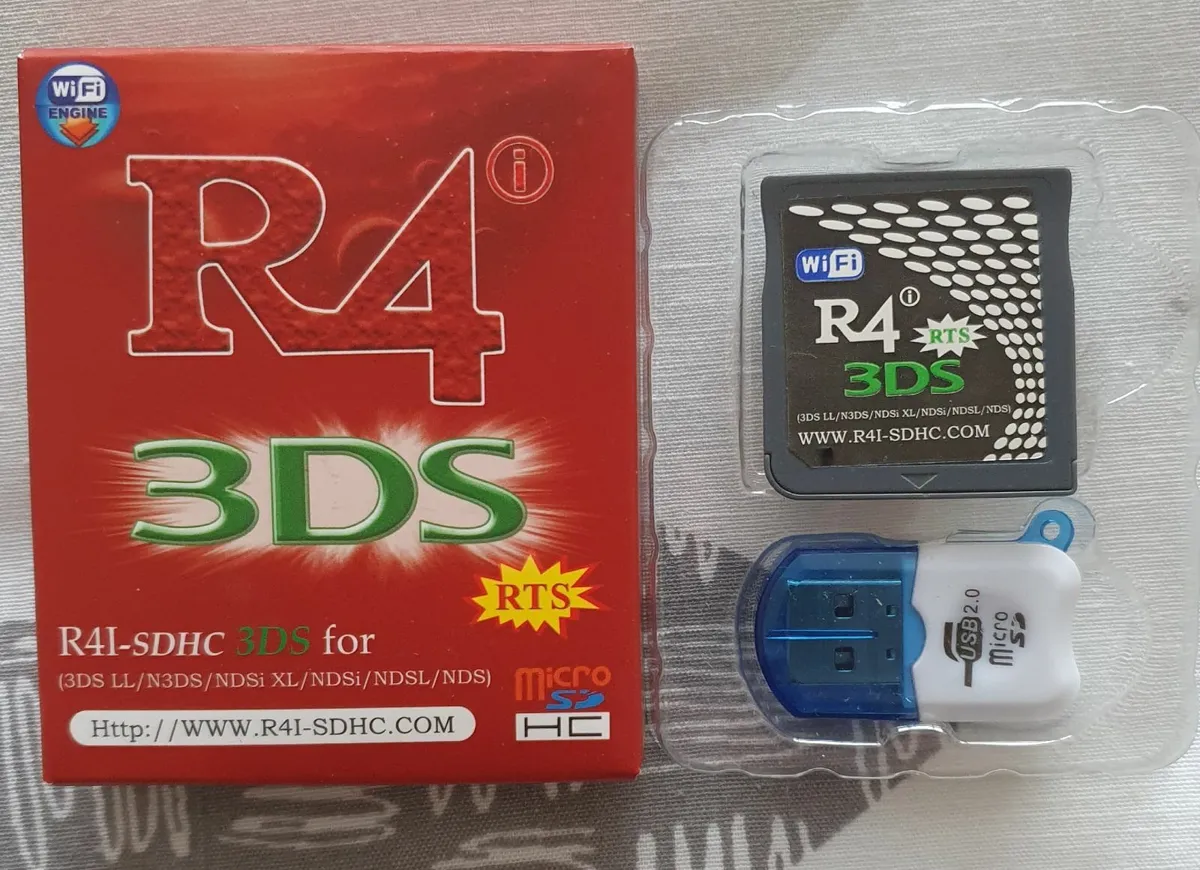 WiFi
ENGINE
R4 i
3DS
RTS
R4I-SDHC 3DS for
(3DS LL/N3DS/NDSi XL/NDSi/NDSL/NDS)
Http://WWW.R4I-SDHC.COM
micro
SD
HC
WiFi
R4 i
RTS
3DS
(3DS LL/N3DS/NDSi XL/NDSi/NDSL/NDS)
WWW.R4I-SDHC.COM
USB2.0
micro
SD